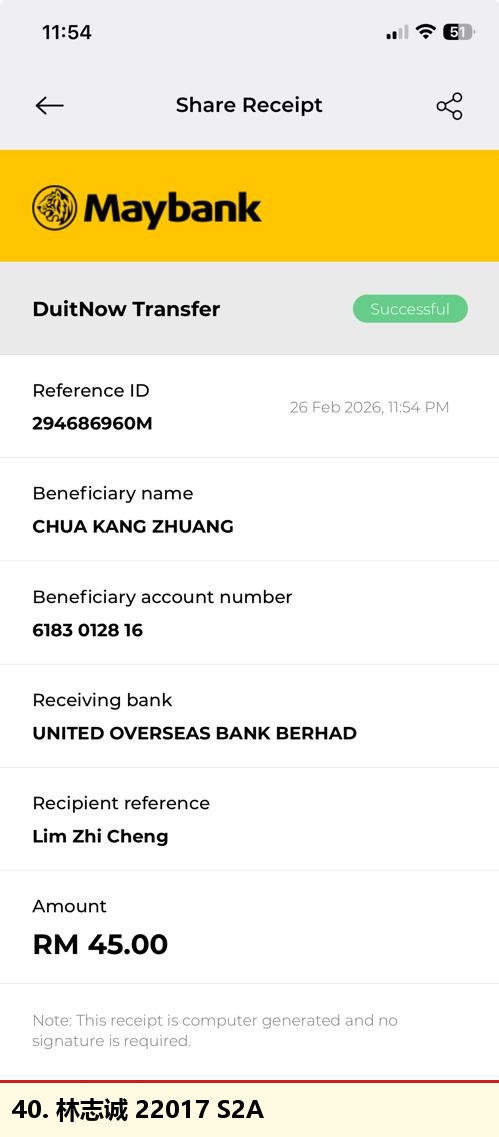 11:54
51
Share Receipt
Maybank
DuitNow Transfer
Successful
Reference ID
26 Feb 2026, 11:54 PM
294686960M
Beneficiary name
CHUA KANG ZHUANG
Beneficiary account number
6183 0128 16
Receiving bank
UNITED OVERSEAS BANK BERHAD
Recipient reference
Lim Zhi Cheng
Amount
RM 45.00
Note: This receipt is computer generated and no
signature is required.
40. 林志诚 22017 S2A